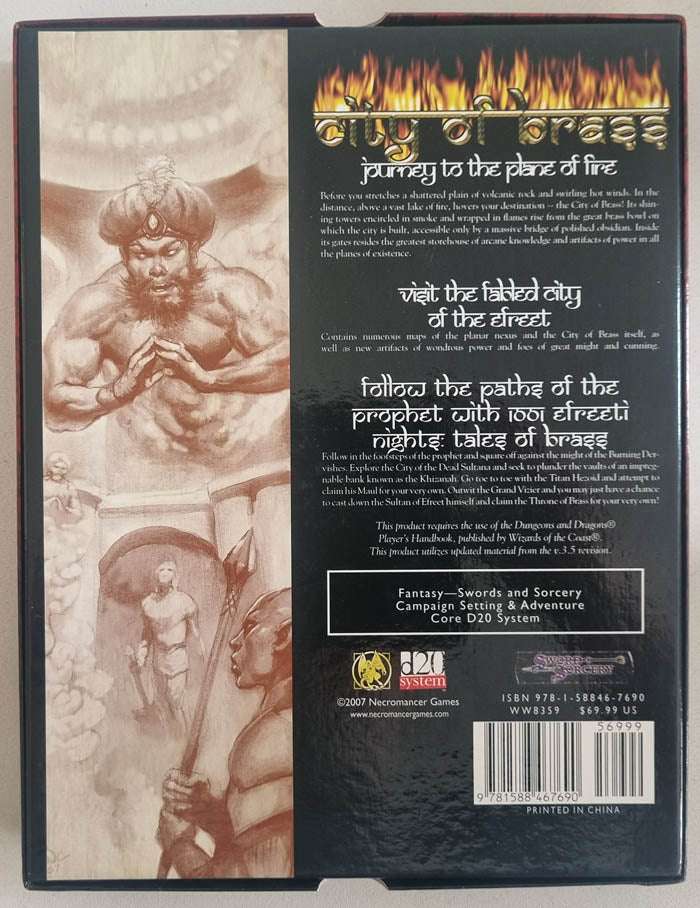 city of brass
journey to the plane of fire
Before you stretches a shattered plain of volcanic rock and swirling hot winds. In the
distance, above a vast lake of fire, hovers your destination – the City of Brass! Its shin-
ing towers encircled in smoke and wrapped in flames rise from the great brass bowl on
which the city is built, accessible only by a massive bridge of polished obsidian. Inside
its gates resides the greatest storehouse of arcane knowledge and artifacts of power in all
the planes of existence.
visit the fabled city
of the efreet
Contains numerous maps of the planar nexus and the City of Brass itself, as
well as new artifacts of wondrous power and foes of great might and cunning.
follow the paths of the
prophet with 1001 efreeti
nights: tales of brass
Follow in the footsteps of the prophet and square off against the might of the Burning Der-
vishes. Explore the City of the Dead Sultana and seek to plunder the vaults of an impreg-
nable bank known as the Khizanah. Go toe to toe with the Titan Hezoid and attempt to
claim his Maul for your very own. Outwit the Grand Vizier and you may just have a chance
to cast down the Sultan of Efreet himself and claim the Throne of Brass for your very own!
This product requires the use of the Dungeons and Dragons®
Player's Handbook, published by Wizards of the Coast®.
This product utilizes updated material from the v.3.5 revision.
Fantasy—Swords and Sorcery
Campaign Setting & Adventure
Core D20 System
d20
system
Sword & Sorcery
©2007 Necromancer Games
www.necromancergames.com
ISBN 978-1-58846-7690
WW8359 $69.99 US
56999
9 781588 467690
PRINTED IN CHINA